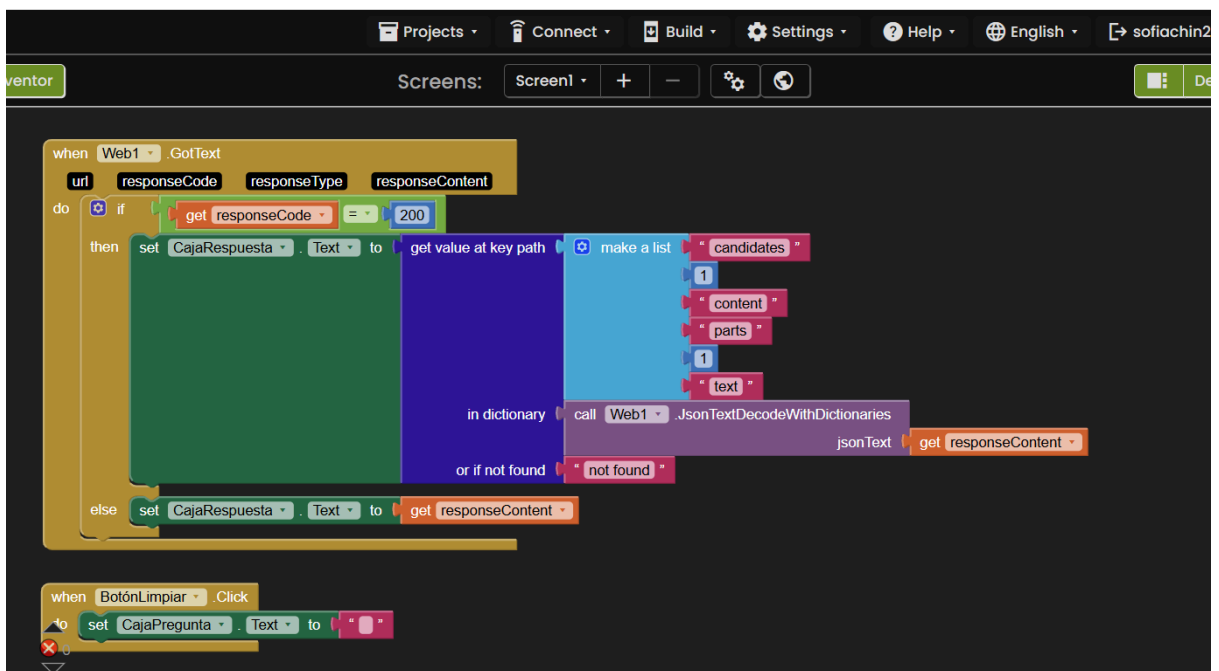 Projects Connect Build Settings Help English sofiachin2
ventor Screens: Screen1 + − De
when Web1 .GotText
url responseCode responseType responseContent
do if get responseCode = 200
then set CajaRespuesta . Text to get value at key path make a list " candidates "
1
" content "
" parts "
1
" text "
in dictionary call Web1 .JsonTextDecodeWithDictionaries
jsonText get responseContent
or if not found " not found "
else set CajaRespuesta . Text to get responseContent
when BotónLimpiar .Click
do set CajaPregunta . Text to " "